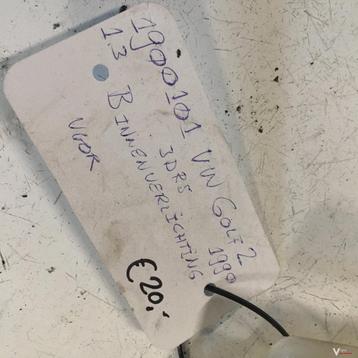 1900101 VW GOLF 2
1.3 3DRS 1990
BINNENVERLICHTING
VOOR
€20,-